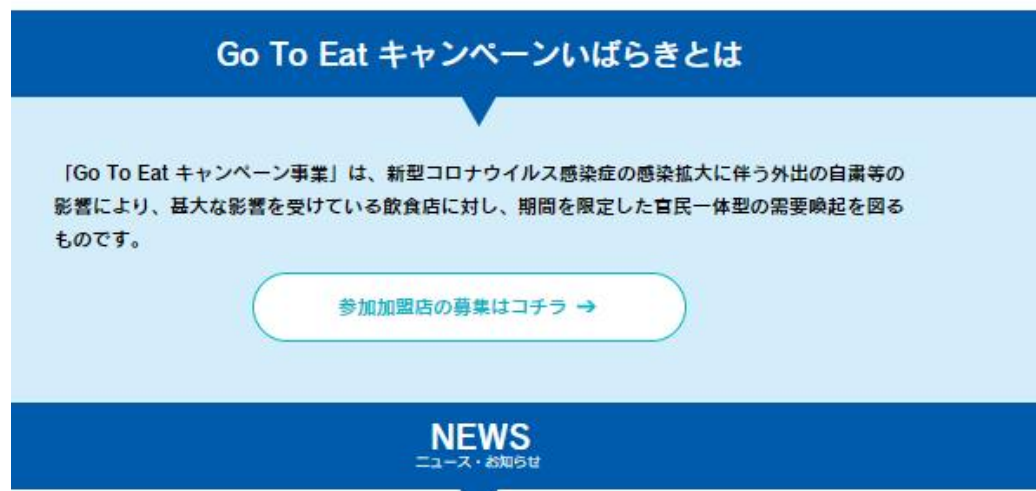 Go To Eat キャンペーンいばらきとは
「Go To Eat キャンペーン事業」は、新型コロナウイルス感染症の感染拡大に伴う外出の自粛等の
影響により、甚大な影響を受けている飲食店に対し、期間を限定した官民一体型の需要喚起を図る
ものです。
参加加盟店の募集はコチラ →
NEWS
ニュース・お知らせ